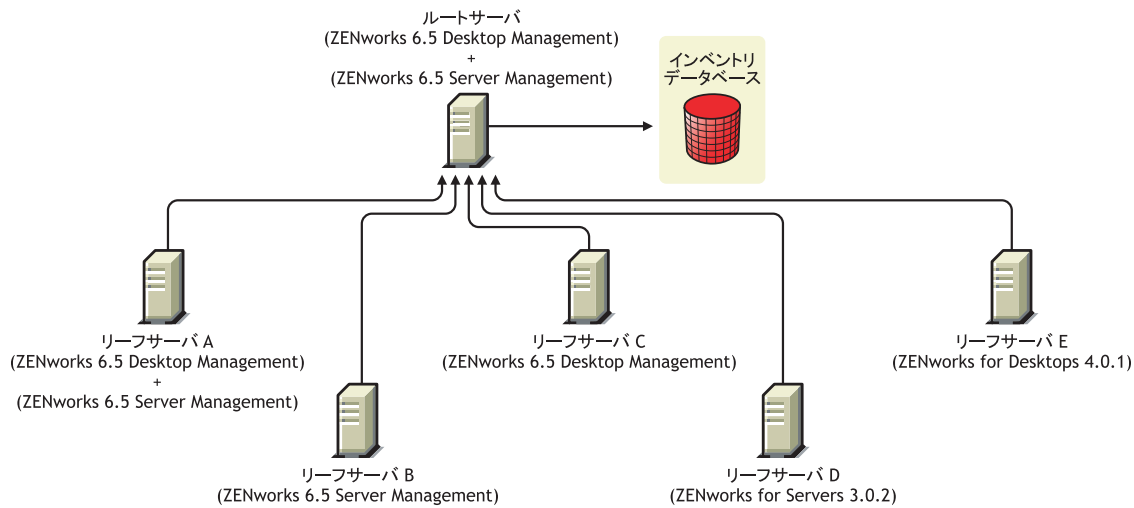 ルートサーバ
(ZENworks 6.5 Desktop Management)
+
(ZENworks 6.5 Server Management)
インベントリ
データベース
リーフサーバ A
(ZENworks 6.5 Desktop Management)
+
(ZENworks 6.5 Server Management)
リーフサーバ C
(ZENworks 6.5 Desktop Management)
リーフサーバ E
(ZENworks for Desktops 4.0.1)
リーフサーバ B
(ZENworks 6.5 Server Management)
リーフサーバ D
(ZENworks for Servers 3.0.2)